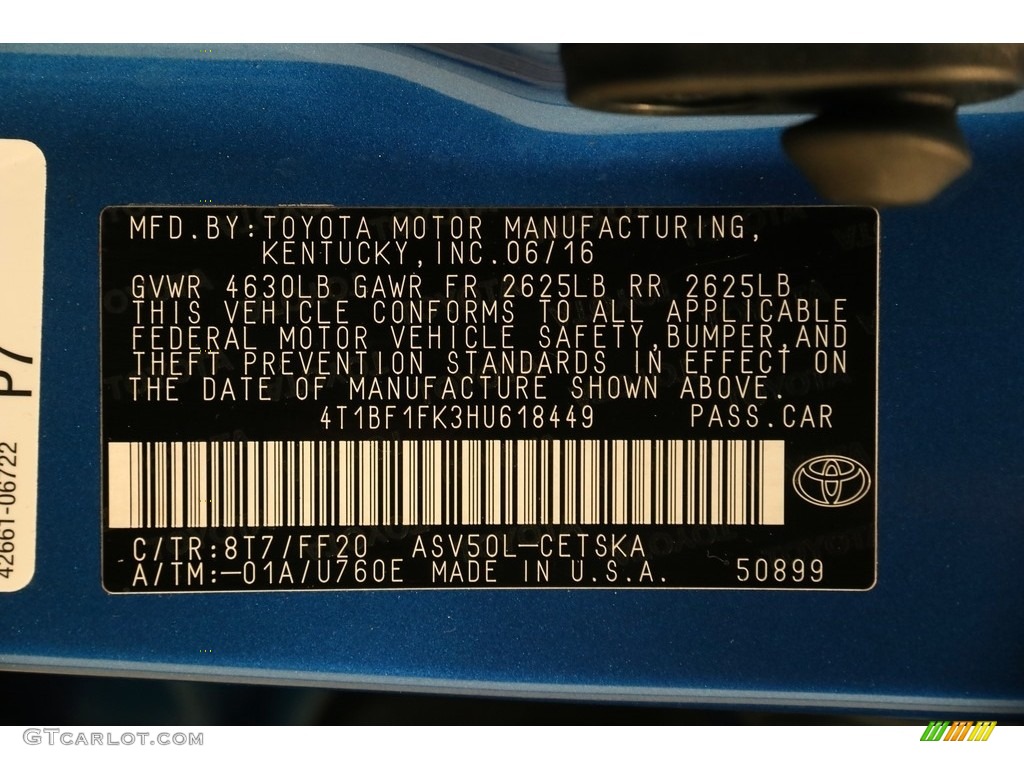 MFD.BY:TOYOTA MOTOR MANUFACTURING,
KENTUCKY,INC.06/16
GVWR 4630LB GAWR FR 2625LB RR 2625LB
THIS VEHICLE CONFORMS TO ALL APPLICABLE
FEDERAL MOTOR VEHICLE SAFETY,BUMPER,AND
THEFT PREVENTION STANDARDS IN EFFECT ON
THE DATE OF MANUFACTURE SHOWN ABOVE.
4T1BF1FK3HU618449 PASS.CAR
C/TR:8T7/FF20 ASV50L-CETSKA
A/TM:-01A/U760E MADE IN U.S.A. 50899
P7
42661-06722
GTcarlot.com